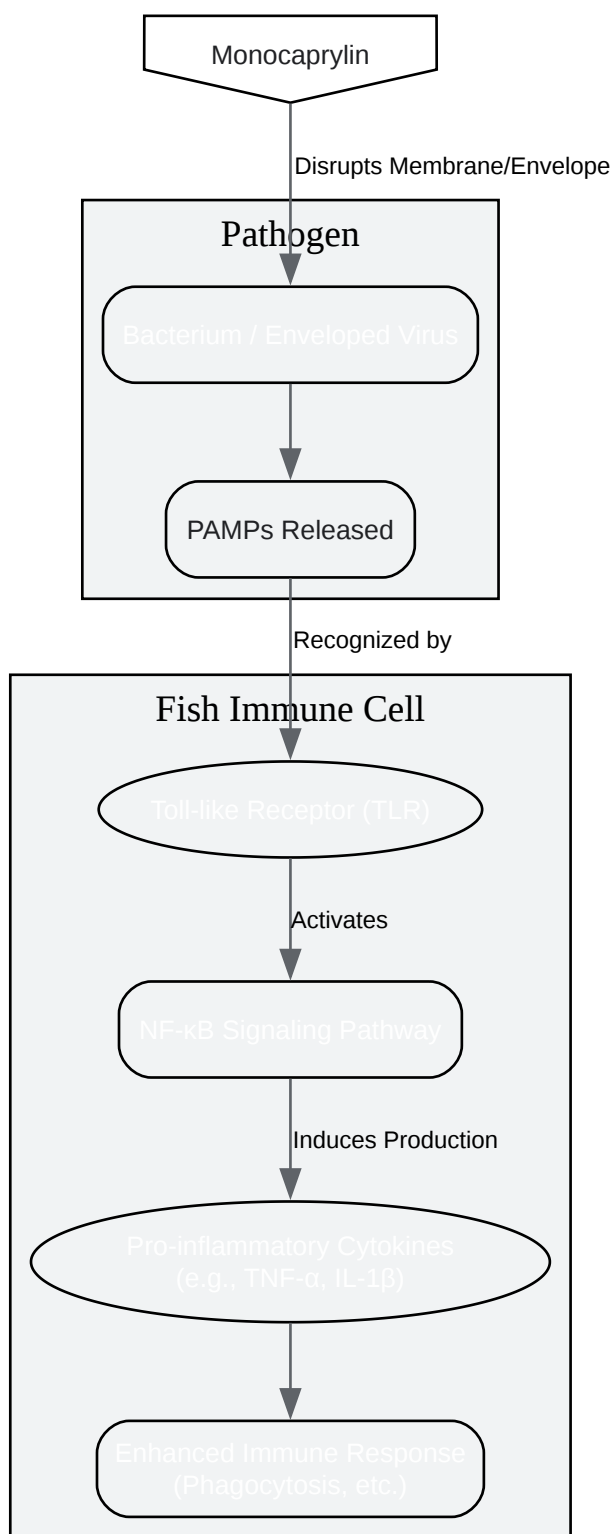 Monocaprylin
Disrupts Membrane/Envelope
Pathogen
Bacterium / Enveloped Virus
PAMPs Released
Recognized by
Fish Immune Cell
Toll-like Receptor (TLR)
Activates
NF-κB Signaling Pathway
Induces Production
Pro-inflammatory Cytokines
(e.g., TNF-α, IL-1β)
Enhanced Immune Response
(Phagocytosis, etc.)